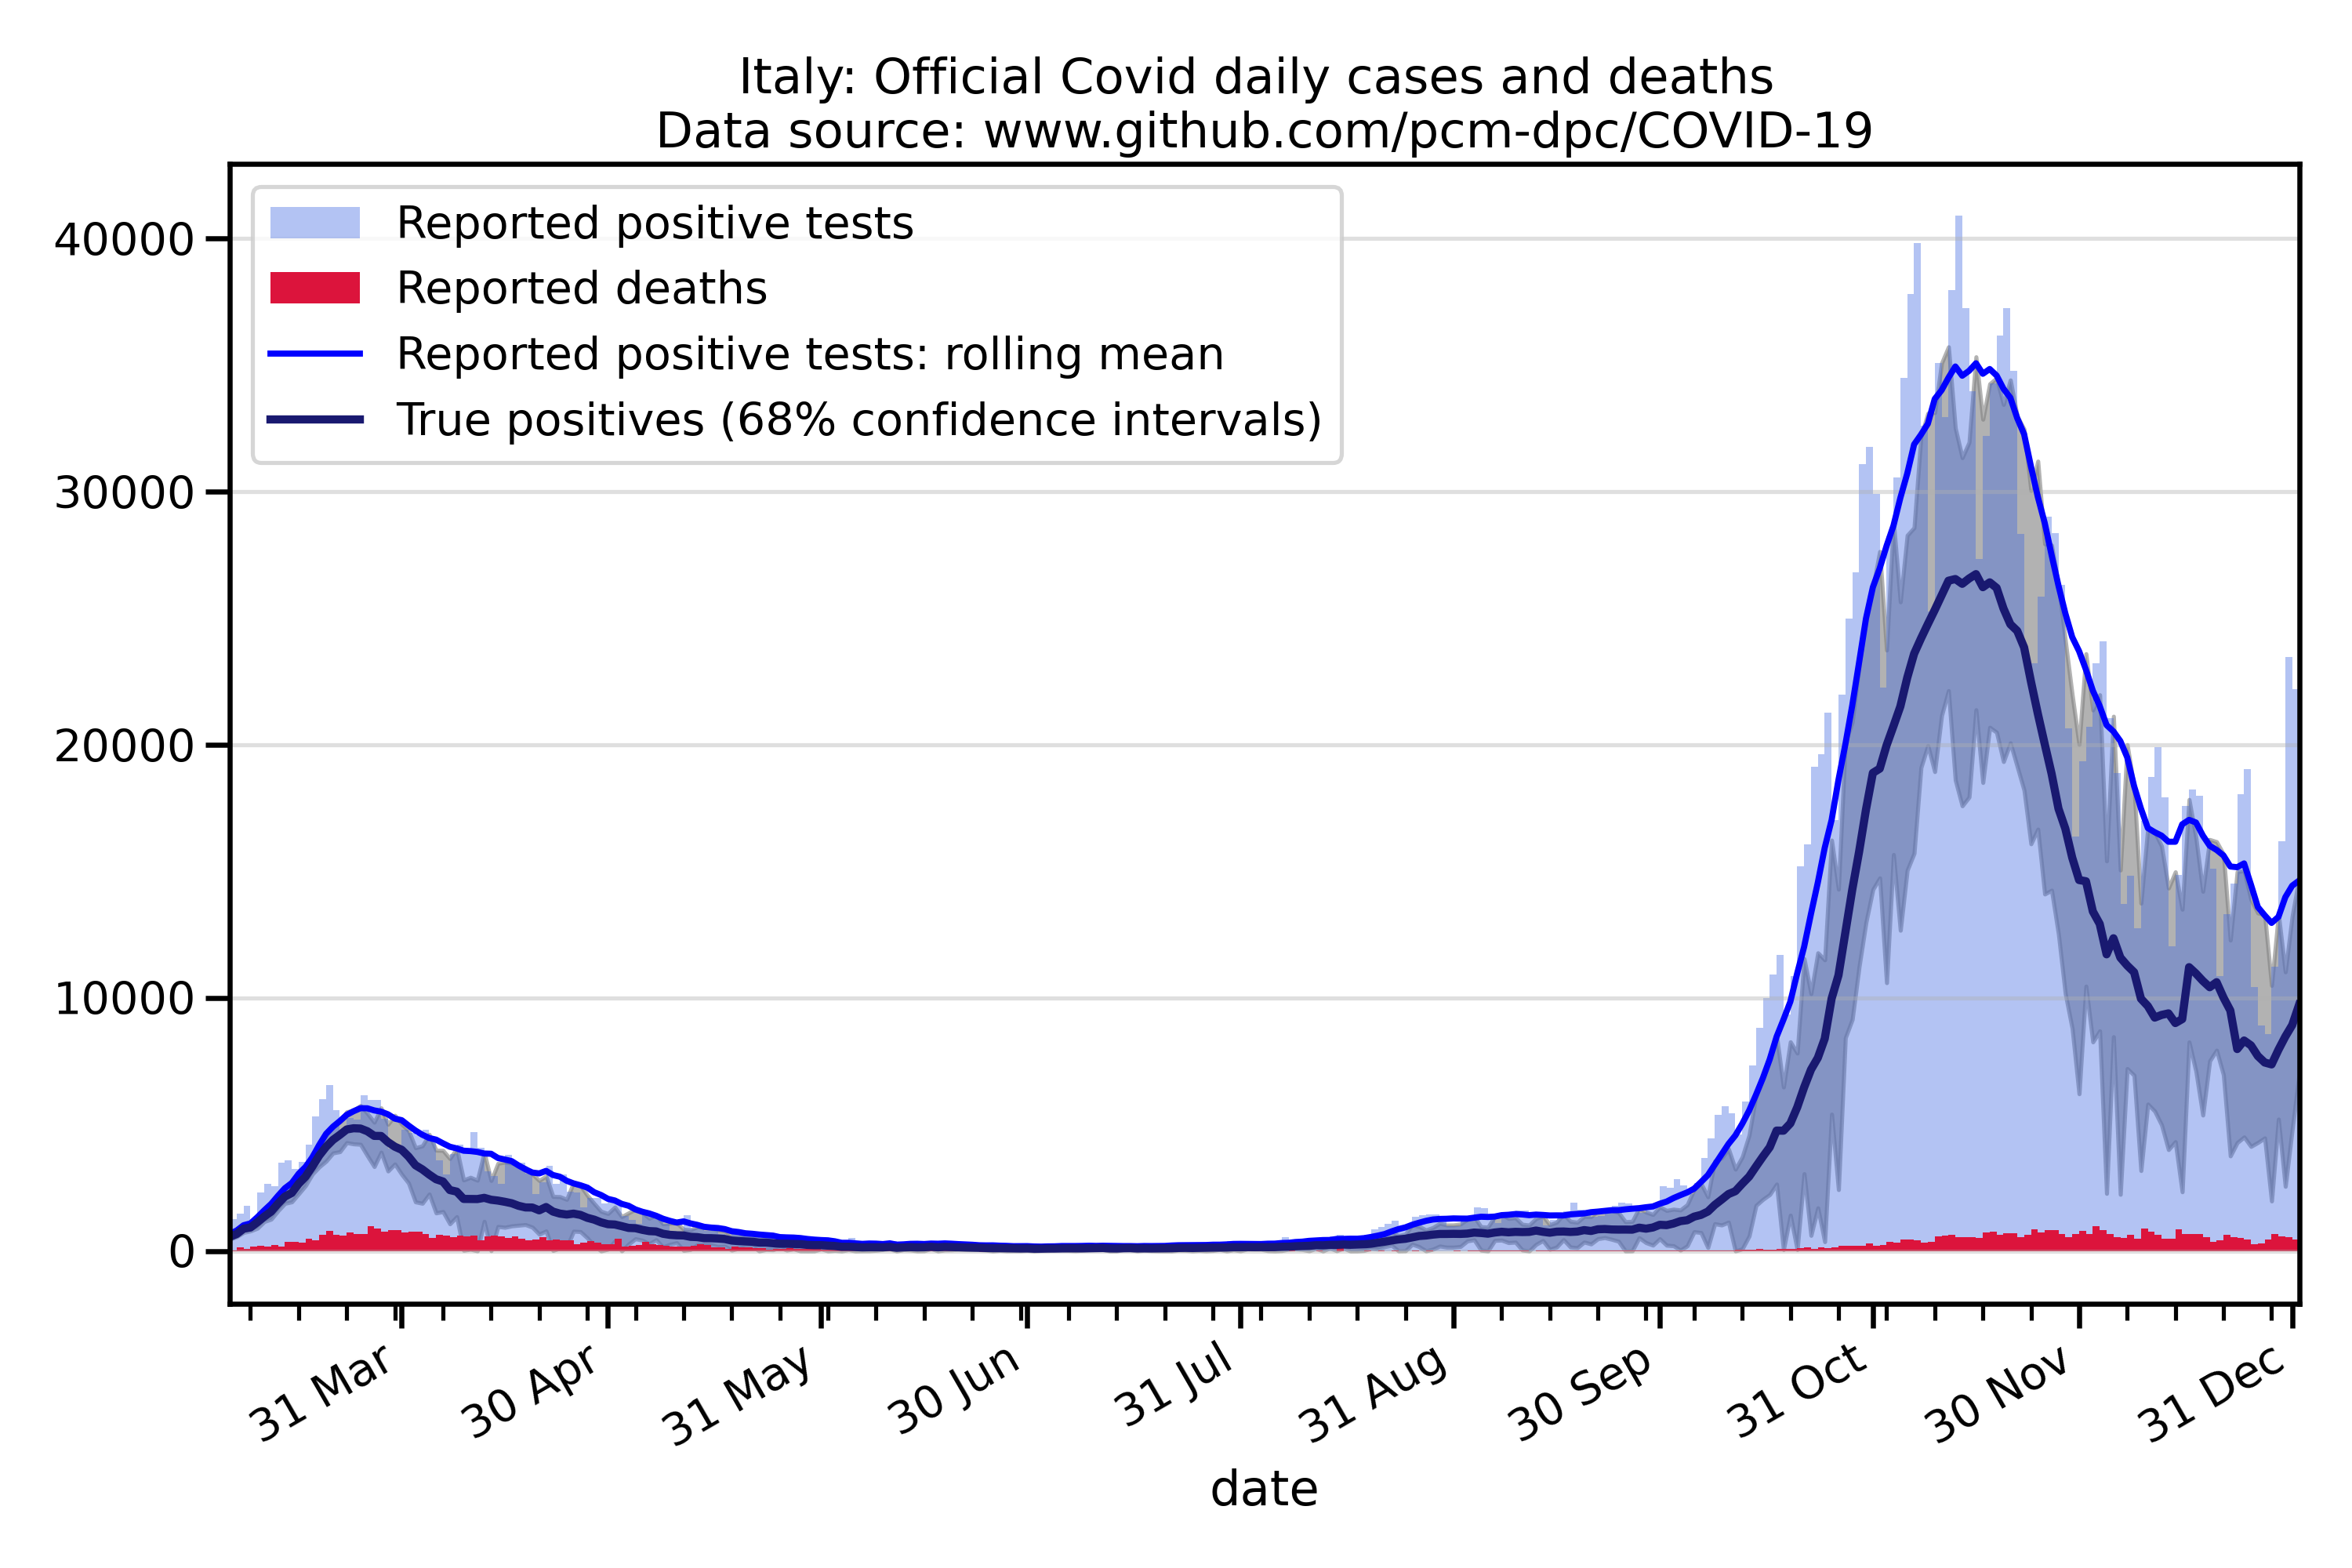 Italy: Official Covid daily cases and deaths
Data source: www.github.com/pcm-dpc/COVID-19
Reported positive tests
Reported deaths
Reported positive tests: rolling mean
True positives (68% confidence intervals)
40000
30000
20000
10000
0
31 Mar
30 Apr
31 May
30 Jun
31 Jul
31 Aug
30 Sep
31 Oct
30 Nov
31 Dec
date